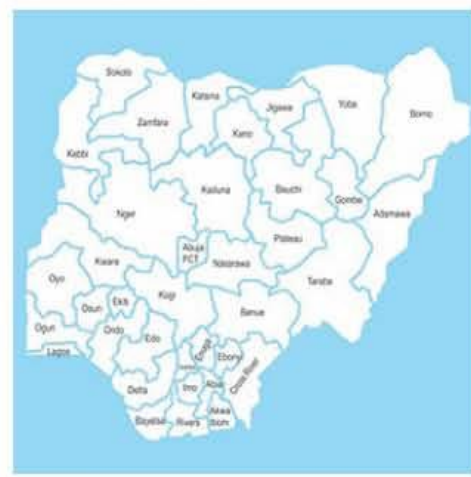 Sokoto
Katsina
Jigawa
Yobe
Borno
Zamfara
Kano
Kebbi
Kaduna
Bauchi
Gombe
Adamawa
Niger
Plateau
Abuja
FCT
Nasarawa
Taraba
Kwara
Oyo
Kogi
Ekiti
Osun
Benue
Ogun
Ondo
Edo
Enugu
Ebonyi
Lagos
Cross River
Delta
Imo
Abia
Akwa
Ibom
Bayelsa
Rivers